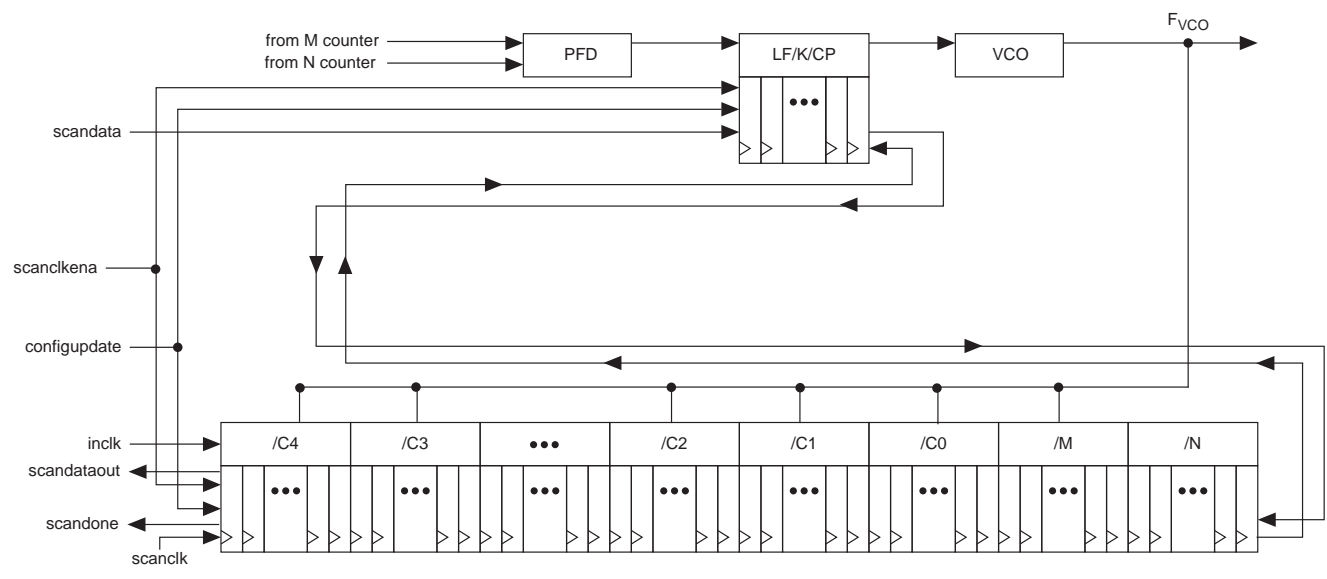 F_VCO
from M counter
from N counter
PFD
LF/K/CP
VCO
scandata
scanclkena
configupdate
inclk
/C4
/C3
/C2
/C1
/C0
/M
/N
scandataout
scandone
scanclk